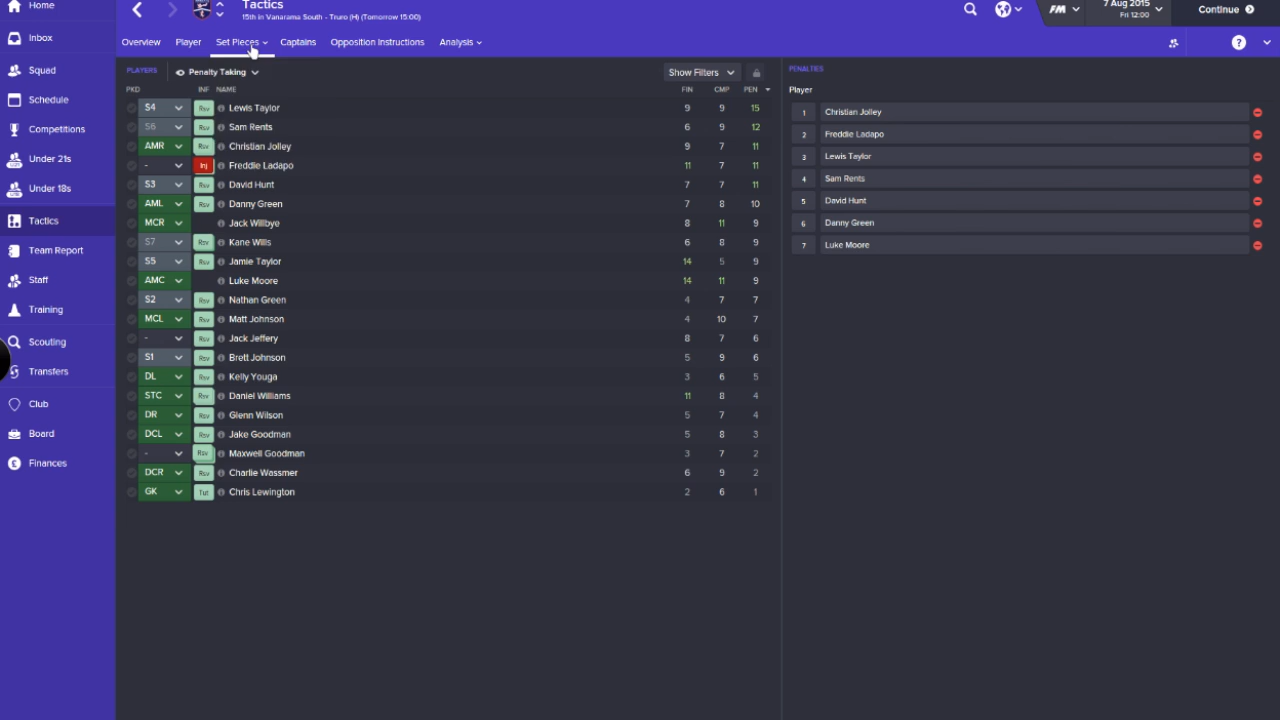 Home
Inbox
Squad
Schedule
Competitions
Under 21s
Under 18s
Tactics
Team Report
Staff
Training
Scouting
Transfers
Club
Board
Finances
Tactics
15th in Vanarama South - Truro (H) (Tomorrow 15:00)
FM
7 Aug 2015
Fri 12:00
Continue
Overview Player Set Pieces Captains Opposition Instructions Analysis
?
PLAYERS Penalty Taking Show Filters
PKD INF NAME FIN CMP PEN
S4 Rsv Lewis Taylor 9 9 15
S6 Rsv Sam Rents 6 9 12
AMR Rsv Christian Jolley 9 7 11
- Inj Freddie Ladapo 11 7 11
S3 Rsv David Hunt 7 7 11
AML Rsv Danny Green 7 8 10
MCR Jack Willbye 8 11 9
S7 Rsv Kane Wills 6 8 9
S5 Rsv Jamie Taylor 14 5 9
AMC Luke Moore 14 11 9
S2 Rsv Nathan Green 4 7 7
MCL Rsv Matt Johnson 4 10 7
- Rsv Jack Jeffery 8 7 6
S1 Rsv Brett Johnson 5 9 6
DL Rsv Kelly Youga 3 6 5
STC Rsv Daniel Williams 11 8 4
DR Rsv Glenn Wilson 5 7 4
DCL Rsv Jake Goodman 5 8 3
- Rsv Maxwell Goodman 3 7 2
DCR Rsv Charlie Wassmer 6 9 2
GK Tut Chris Lewington 2 6 1
PENALTIES
Player
1 Christian Jolley
2 Freddie Ladapo
3 Lewis Taylor
4 Sam Rents
5 David Hunt
6 Danny Green
7 Luke Moore